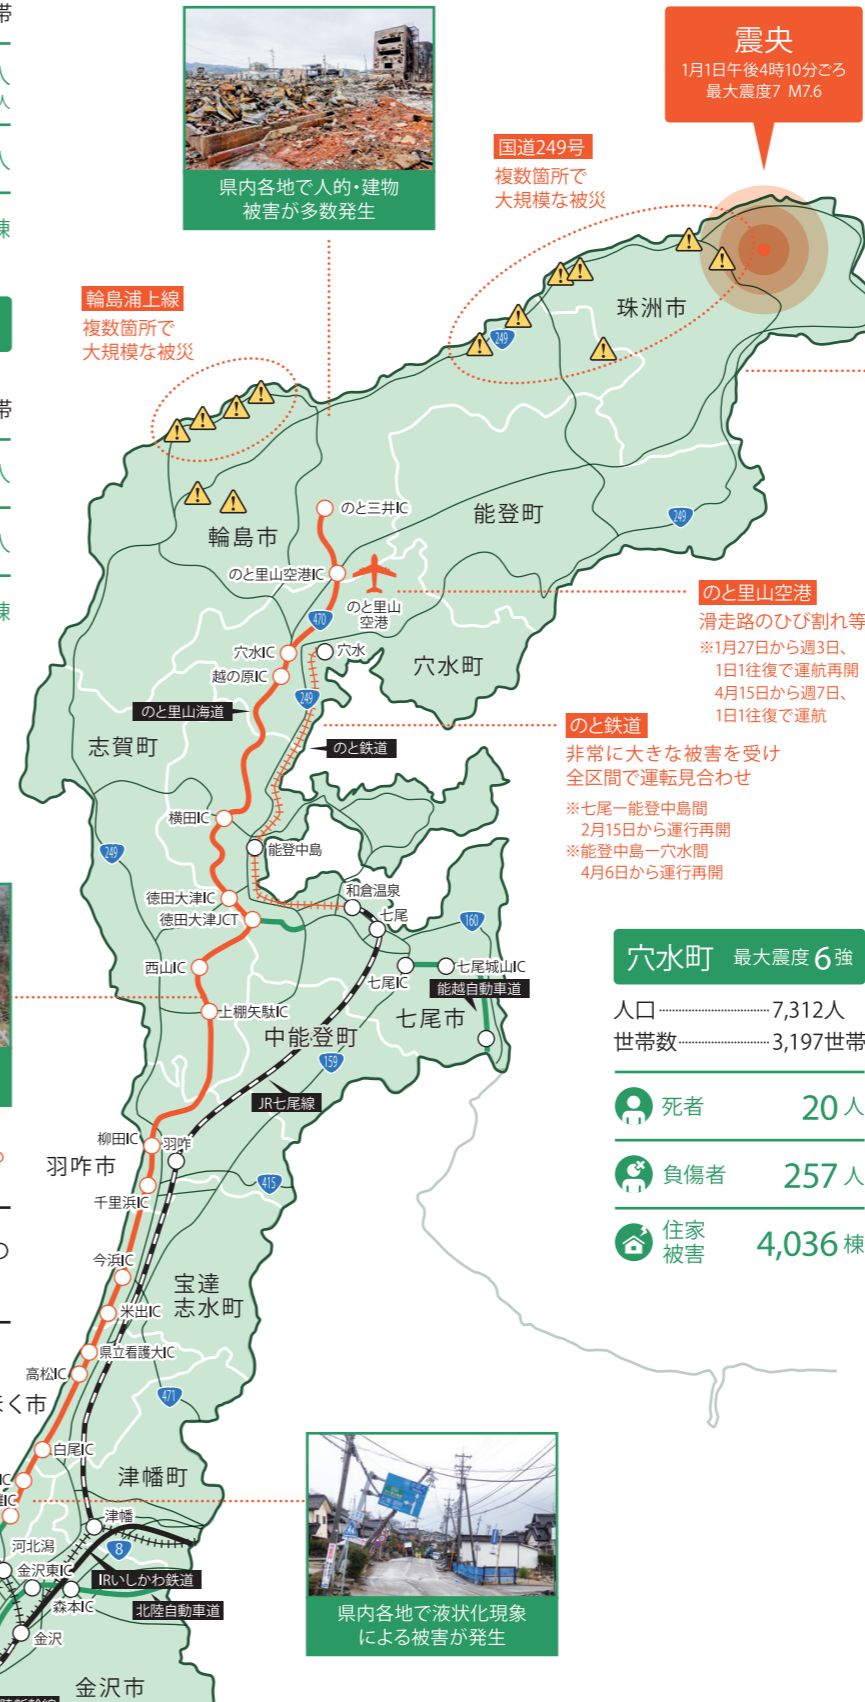 帯
人
人
人
棟
帯
人
人
棟
県内各地で人的・建物
被害が多数発生
震央
1月1日午後4時10分ごろ
最大震度7 M7.6
国道249号
複数箇所で
大規模な被災
輪島浦上線
複数箇所で
大規模な被災
珠洲市
249
輪島市
能登町
249
のと三井IC
のと里山空港IC
のと里山
空港
470
のと里山空港
滑走路のひび割れ等
※1月27日から週3日、
1日1往復で運航再開
4月15日から週7日、
1日1往復で運航
穴水IC
穴水
越の原IC
穴水町
249
のと里山海道
のと鉄道
志賀町
のと鉄道
非常に大きな被害を受け
全区間で運転見合わせ
※七尾ー能登中島間
2月15日から運行再開
※能登中島ー穴水間
4月6日から運行再開
横田IC
249
能登中島
徳田大津IC
徳田大津JCT
和倉温泉
七尾
160
西山IC
七尾IC
七尾城山IC
能越自動車道
上棚矢駄IC
七尾市
中能登町
159
JR七尾線
穴水町 最大震度6強
人口 7,312人
世帯数 3,197世帯
死者 20人
負傷者 257人
住家
被害 4,036棟
柳田IC
羽咋
羽咋市
415
千里浜IC
今浜IC
宝達
志水町
米出IC
県立看護大IC
高松IC
く市
471
白尾IC
津幡町
IC
IC
津幡
河北潟
8
金沢東IC
IRいしかわ鉄道
森本IC
北陸自動車道
金沢
金沢市
県内各地で液状化現象
による被害が発生